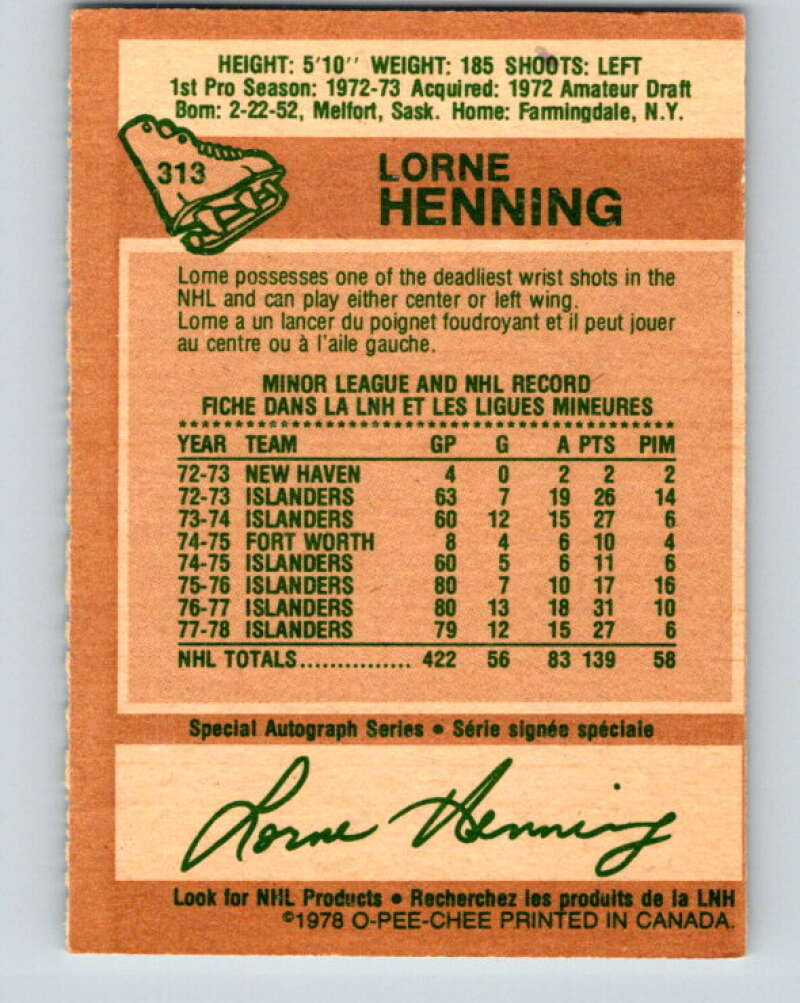 HEIGHT: 5'10'' WEIGHT: 185 SHOOTS: LEFT
1st Pro Season: 1972-73 Acquired: 1972 Amateur Draft
Born: 2-22-52, Melfort, Sask. Home: Farmingdale, N.Y.
313
LORNE
HENNING
Lorne possesses one of the deadliest wrist shots in the
NHL and can play either center or left wing.
Lorne a un lancer du poignet foudroyant et il peut jouer
au centre ou à l'aile gauche.
MINOR LEAGUE AND NHL RECORD
FICHE DANS LA LNH ET LES LIGUES MINEURES
YEAR TEAM GP G A PTS PIM
72-73 NEW HAVEN 4 0 2 2 2
72-73 ISLANDERS 63 7 19 26 14
73-74 ISLANDERS 60 12 15 27 6
74-75 FORT WORTH 8 4 6 10 4
74-75 ISLANDERS 60 5 6 11 6
75-76 ISLANDERS 80 7 10 17 16
76-77 ISLANDERS 80 13 18 31 10
77-78 ISLANDERS 79 12 15 27 6
NHL TOTALS............... 422 56 83 139 58
Special Autograph Series • Série signée spéciale
Lorne Henning
Look for NHL Products • Recherchez les produits de la LNH
©1978 O-PEE-CHEE PRINTED IN CANADA.